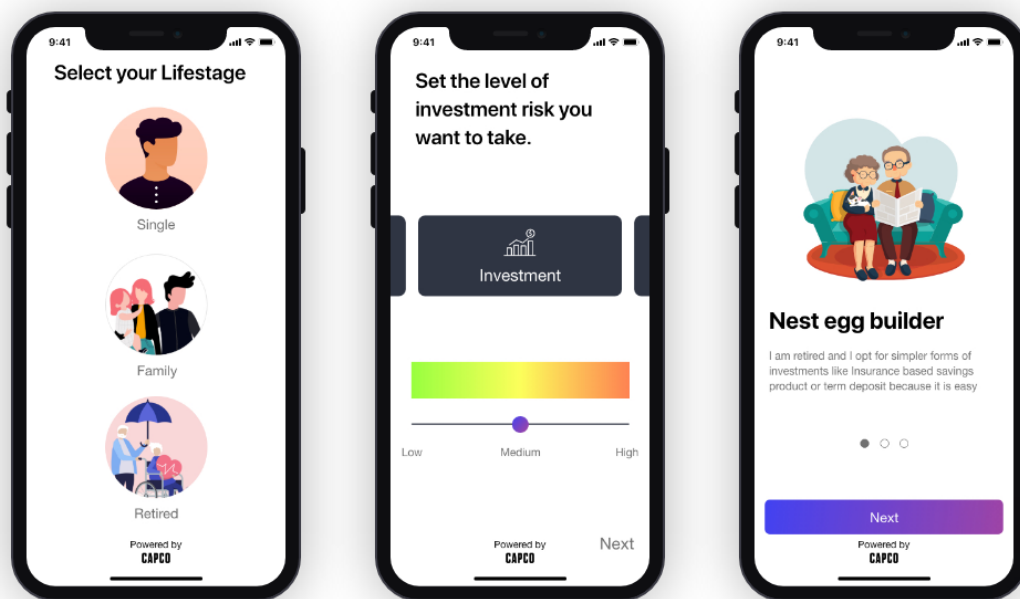 9:41
Select your Lifestage
Single
Family
Retired
Powered by
CAPCO
9:41
Set the level of
investment risk you
want to take.
Investment
Low Medium High
Powered by
CAPCO
Next
9:41
Nest egg builder
I am retired and I opt for simpler forms of
investments like Insurance based savings
product or term deposit because it is easy
Next
Powered by
CAPCO